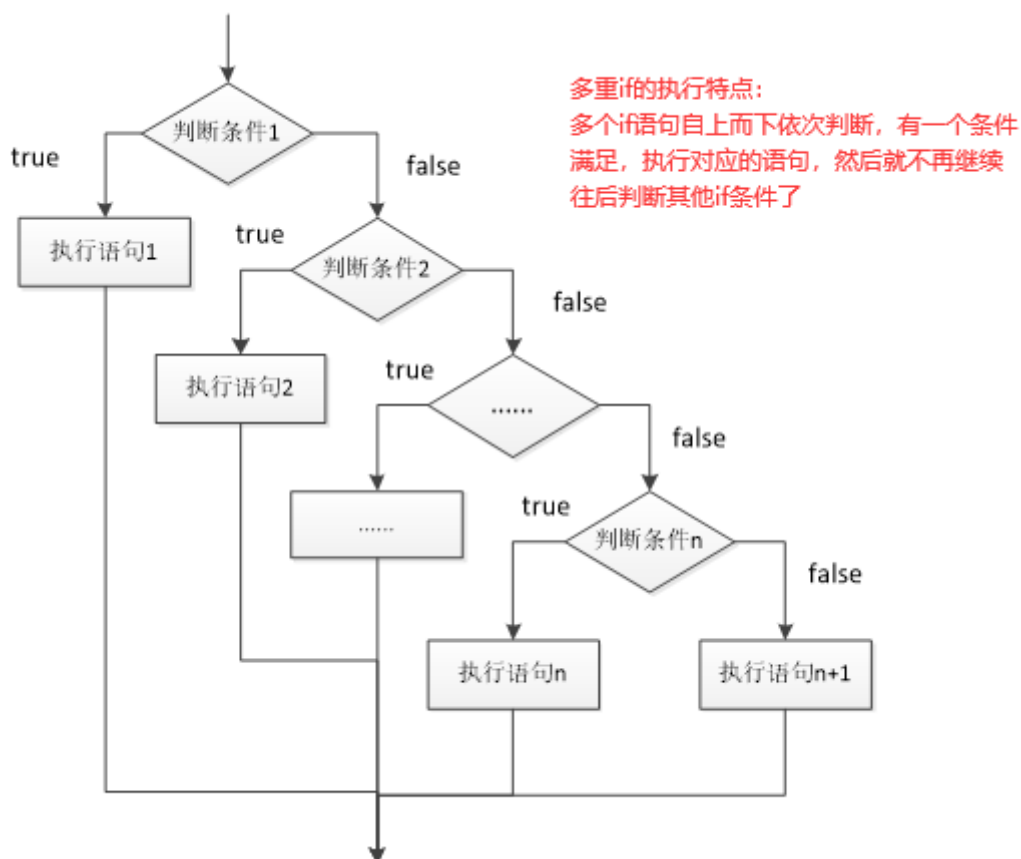 多重if的执行特点：
多个if语句自上而下依次判断，有一个条件
满足，执行对应的语句，然后就不再继续
往后判断其他if条件了
判断条件1
true
false
执行语句1
true
判断条件2
false
执行语句2
true
......
false
......
true
判断条件n
false
执行语句n
执行语句n+1